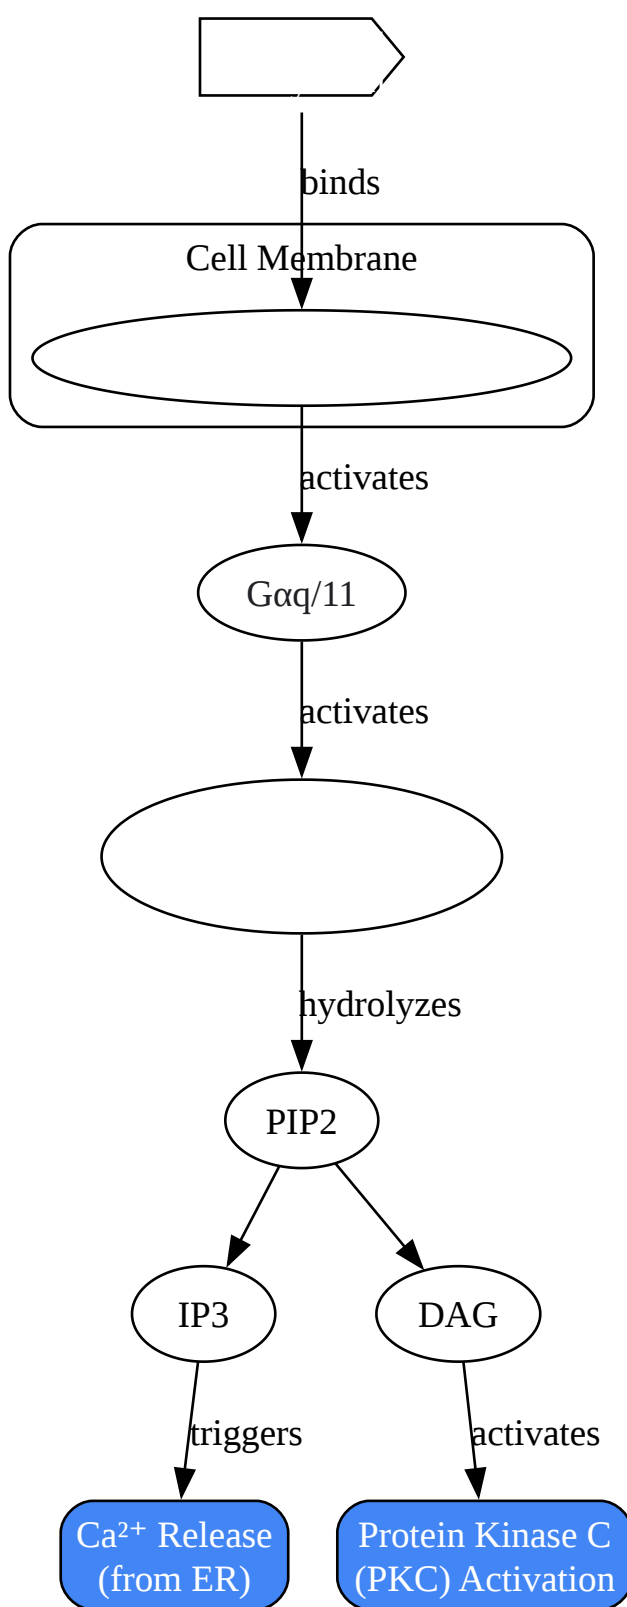 binds
Cell Membrane
activates
Gαq/11
activates
hydrolyzes
PIP2
IP3
DAG
triggers
activates
Ca²⁺ Release
(from ER)
Protein Kinase C
(PKC) Activation